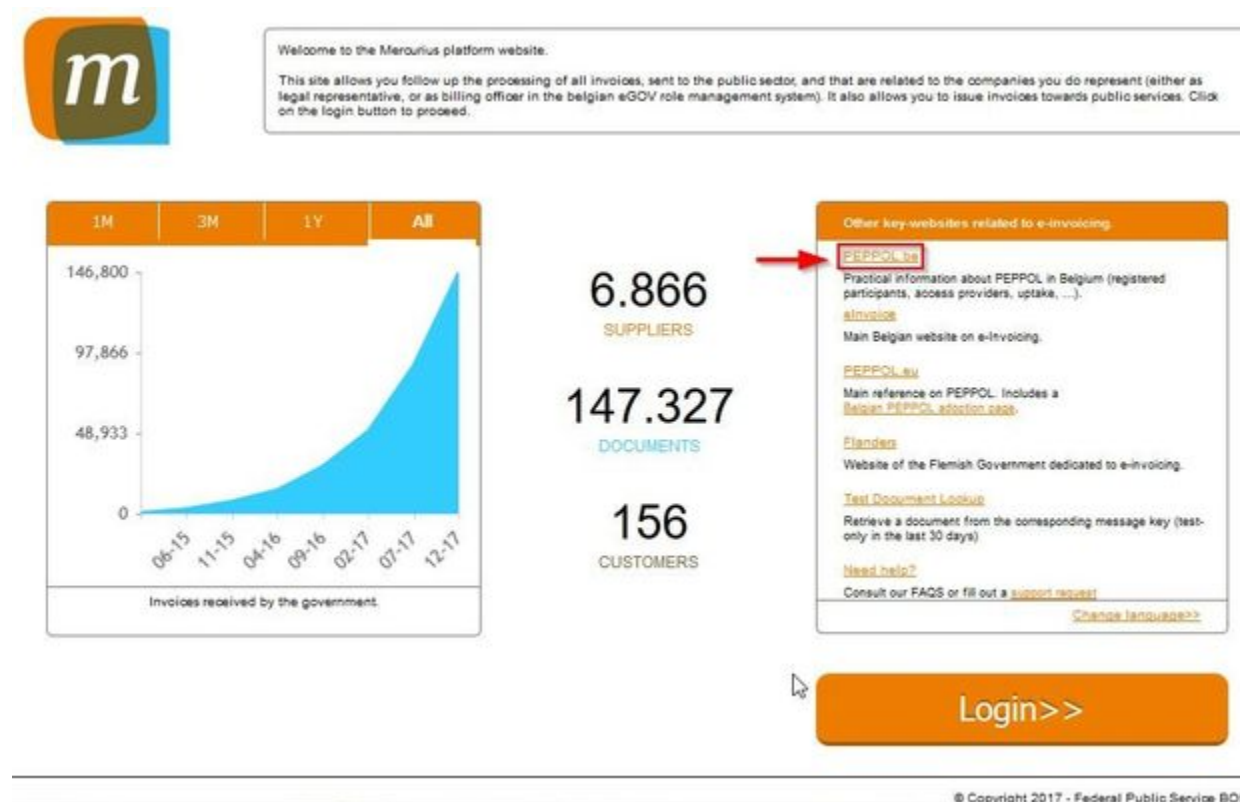 m
Welcome to the Mercurius platform website.
This site allows you follow up the processing of all invoices, sent to the public sector, and that are related to the companies you do represent (either as
legal representative, or as billing officer in the belgian eGOV role management system). It also allows you to issue invoices towards public services. Click
on the login button to proceed.
1M 3M 1Y All
146,800
97,866
48,933
0
06-15 11-15 04-16 09-16 02-17 07-17 12-17
Invoices received by the government.
6.866
SUPPLIERS
147.327
DOCUMENTS
156
CUSTOMERS
Other key-websites related to e-invoicing.
PEPPOL.be
Practical information about PEPPOL in Belgium (registered
participants, access providers, uptake, ...).
eInvoice
Main Belgian website on e-Invoicing.
PEPPOL.eu
Main reference on PEPPOL. Includes a
Belgian PEPPOL adoption page.
Flanders
Website of the Flemish Government dedicated to e-invoicing.
Test Document Lookup
Retrieve a document from the corresponding message key (test-
only in the last 30 days)
Need help?
Consult our FAQS or fill out a support request
Change language>>
Login>>
© Copyright 2017 - Federal Public Service BO